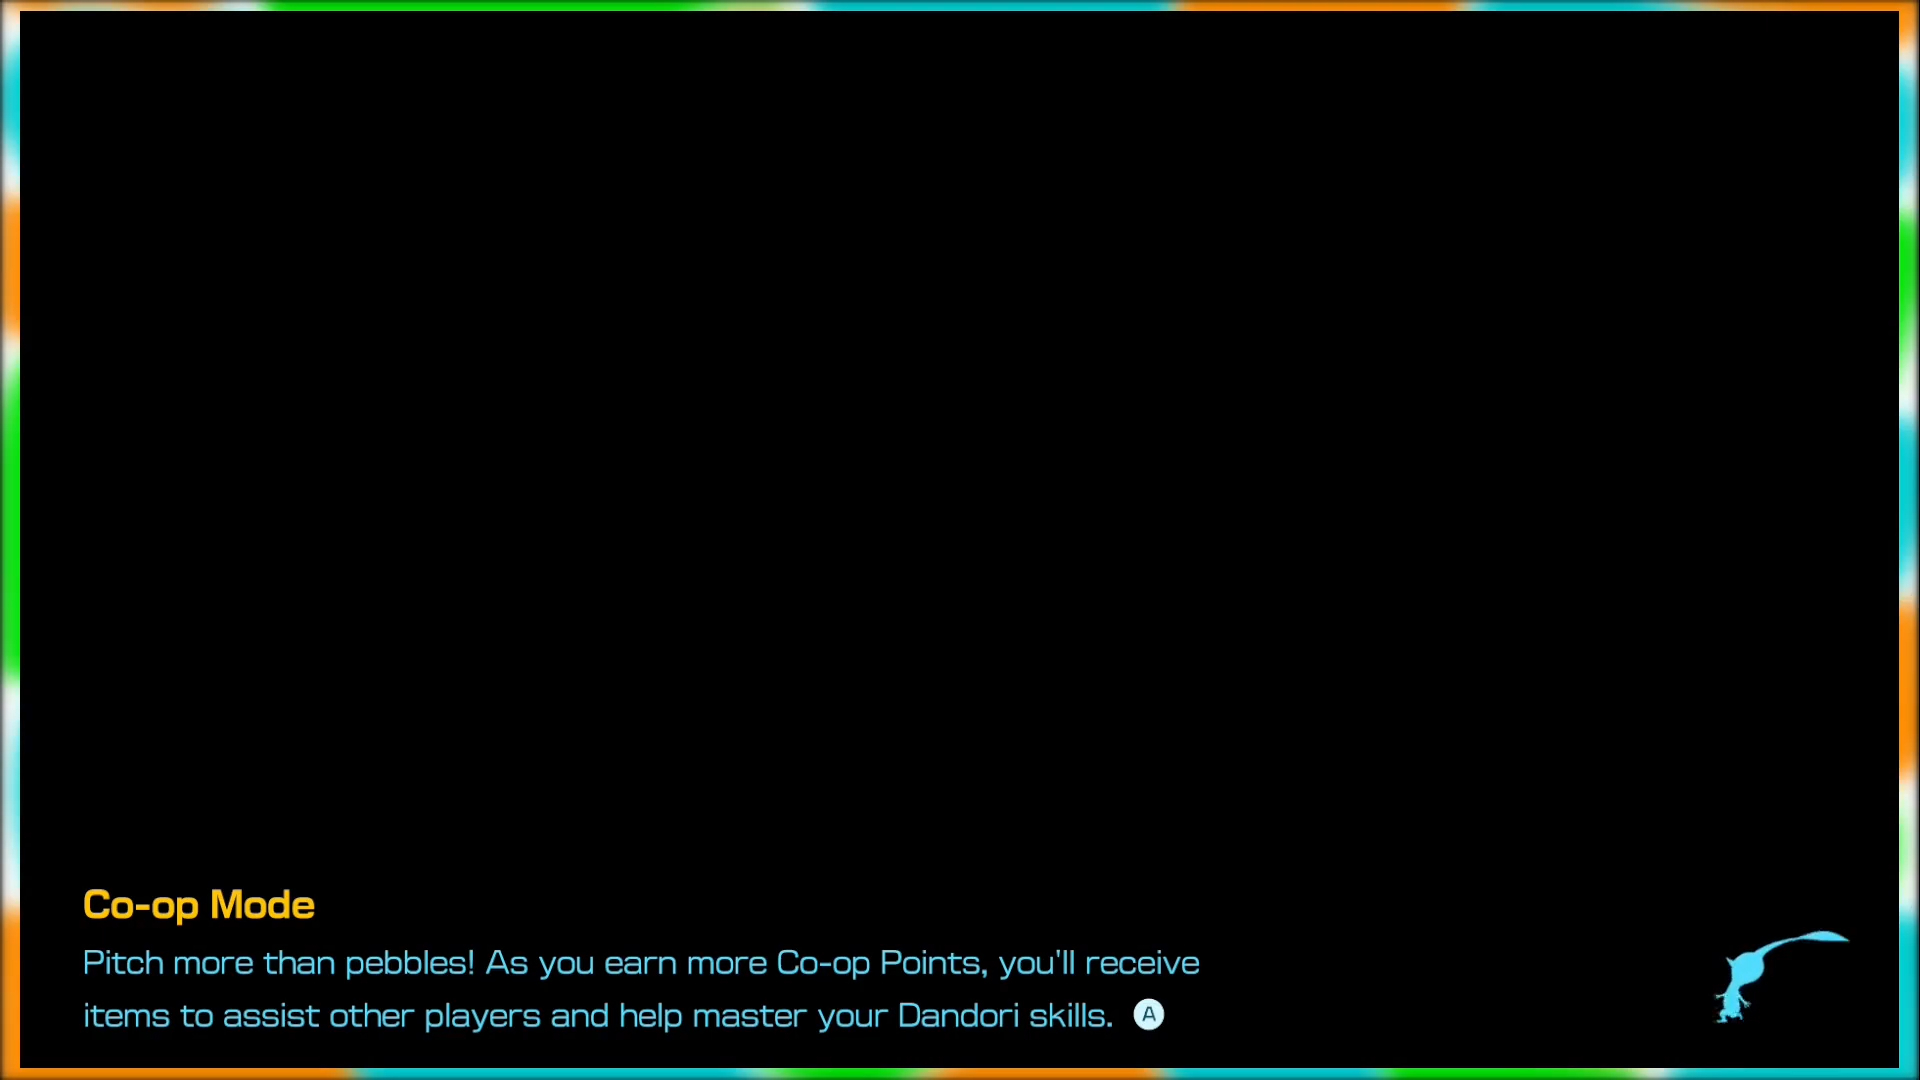 Co-op Mode
Pitch more than pebbles! As you earn more Co-op Points, you'll receive
items to assist other players and help master your Dandori skills. A